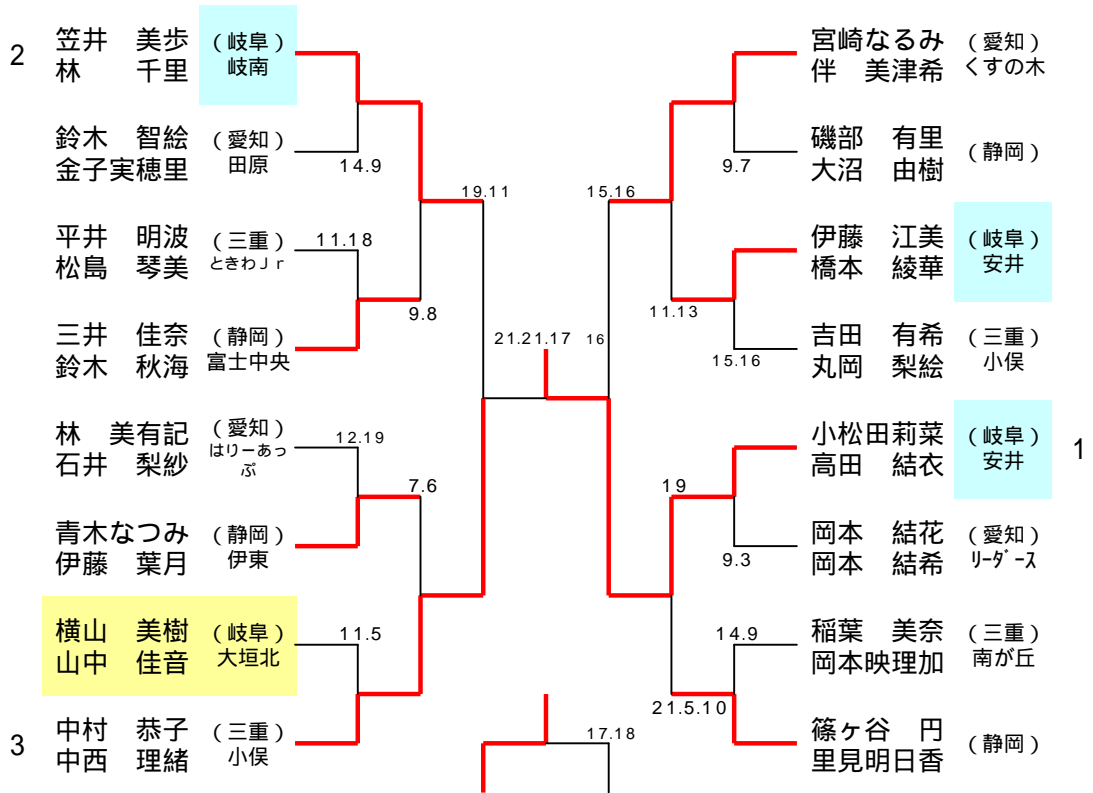 2
笠井　美歩
林　　千里
（岐阜）
岐南
鈴木　智絵
金子実穂里
（愛知）
田原
14.9
19.11
平井　明波
松島　琴美
（三重）
ときわＪｒ
11.18
三井　佳奈
鈴木　秋海
（静岡）
富士中央
9.8
21.21.17
林　美有記
石井　梨紗
（愛知）
はりーあっ
ぷ
12.19
7.6
青木なつみ
伊藤　葉月
（静岡）
伊東
横山　美樹
山中　佳音
（岐阜）
大垣北
11.5
3
中村　恭子
中西　理緒
（三重）
小俣
宮崎なるみ
伴　美津希
（愛知）
くすの木
磯部　有里
大沼　由樹
（静岡）
9.7
15.16
伊藤　江美
橋本　綾華
（岐阜）
安井
11.13
16
吉田　有希
丸岡　梨絵
（三重）
小俣
15.16
小松田莉菜
高田　結衣
（岐阜）
安井
1
19
岡本　結花
岡本　結希
（愛知）
ﾘｰﾀﾞｰｽ
9.3
稲葉　美奈
岡本映理加
（三重）
南が丘
14.9
21.5.10
篠ヶ谷　円
里見明日香
（静岡）
17.18